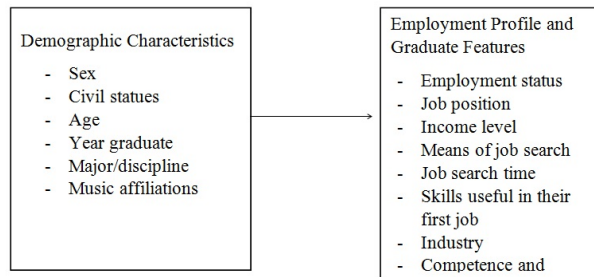 Demographic Characteristics
- Sex
- Civil statues
- Age
- Year graduate
- Major/discipline
- Music affiliations
Employment Profile and
Graduate Features
- Employment status
- Job position
- Income level
- Means of job search
- Job search time
- Skills useful in their
first job
- Industry
- Competence and